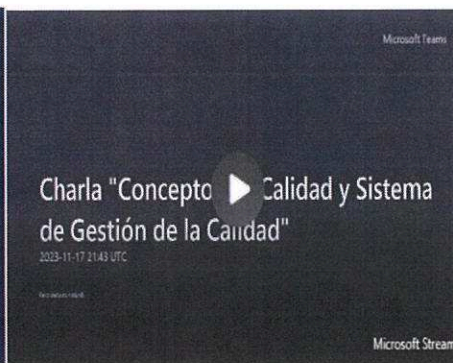 Microsoft Teams
Charla "Concepto Calidad y Sistema
de Gestión de la Calidad"
2023-11-17 21:43 UTC
Microsoft Stream